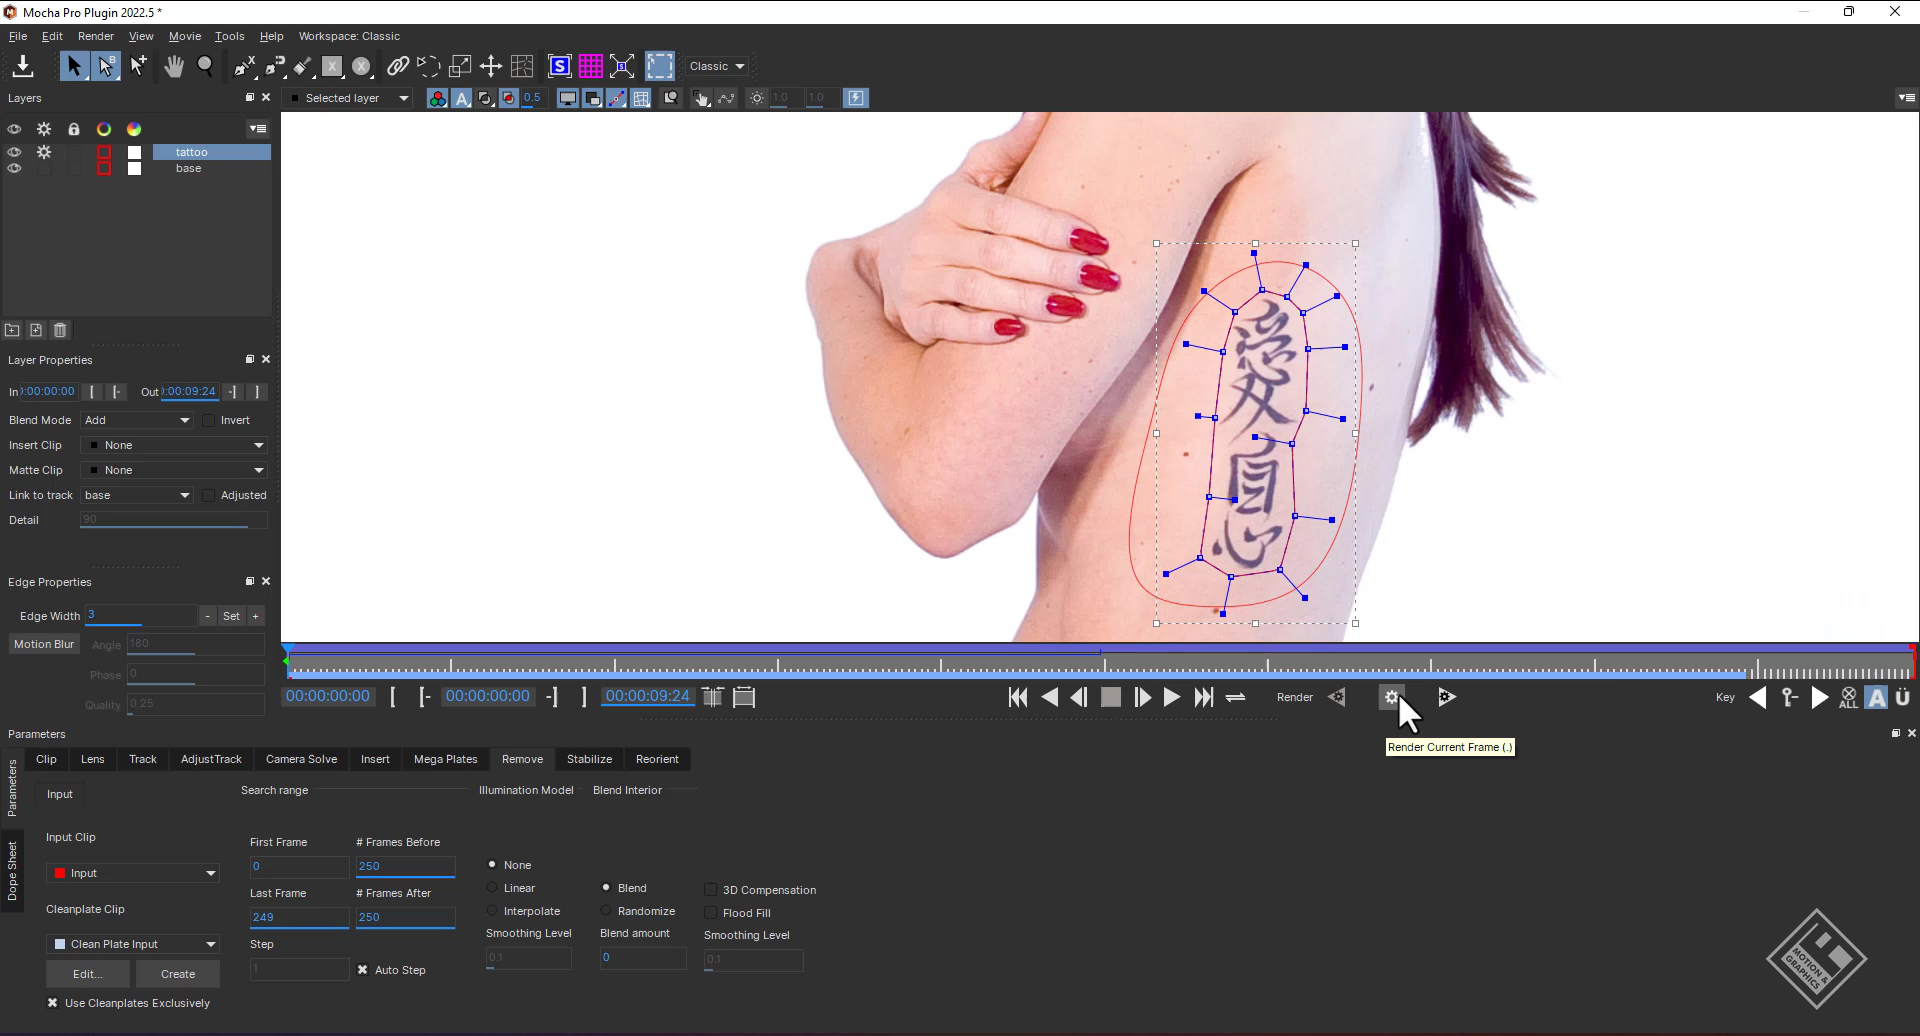 Mocha Pro Plugin 2022.5 *
File Edit Render View Movie Tools Help Workspace: Classic
Classic
Layers
Selected layer
0.5
1.0
1.0
tattoo
base
愛
自
心
Layer Properties
In ):00:00:00 Out ):00:09:24
Blend Mode Add Invert
Insert Clip None
Matte Clip None
Link to track base Adjusted
Detail 90
Edge Properties
Edge Width 3 - Set +
Motion Blur Angle 180
Phase 0
Quality 0.25
00:00:00:00 00:00:00:00 00:00:09:24 Render Key ALL
Render Current Frame (.)
Parameters
Parameters
Dope Sheet
Clip Lens Track AdjustTrack Camera Solve Insert Mega Plates Remove Stabilize Reorient
Input Search range Illumination Model Blend Interior
Input Clip
Input
Cleanplate Clip
Clean Plate Input
Edit... Create
Use Cleanplates Exclusively
First Frame # Frames Before
0 250
Last Frame # Frames After
249 250
Step
1 Auto Step
None
Linear
Interpolate
Smoothing Level
0.1
Blend
Randomize
Blend amount
0
3D Compensation
Flood Fill
Smoothing Level
0.1
MOTION &
GRAPHICS